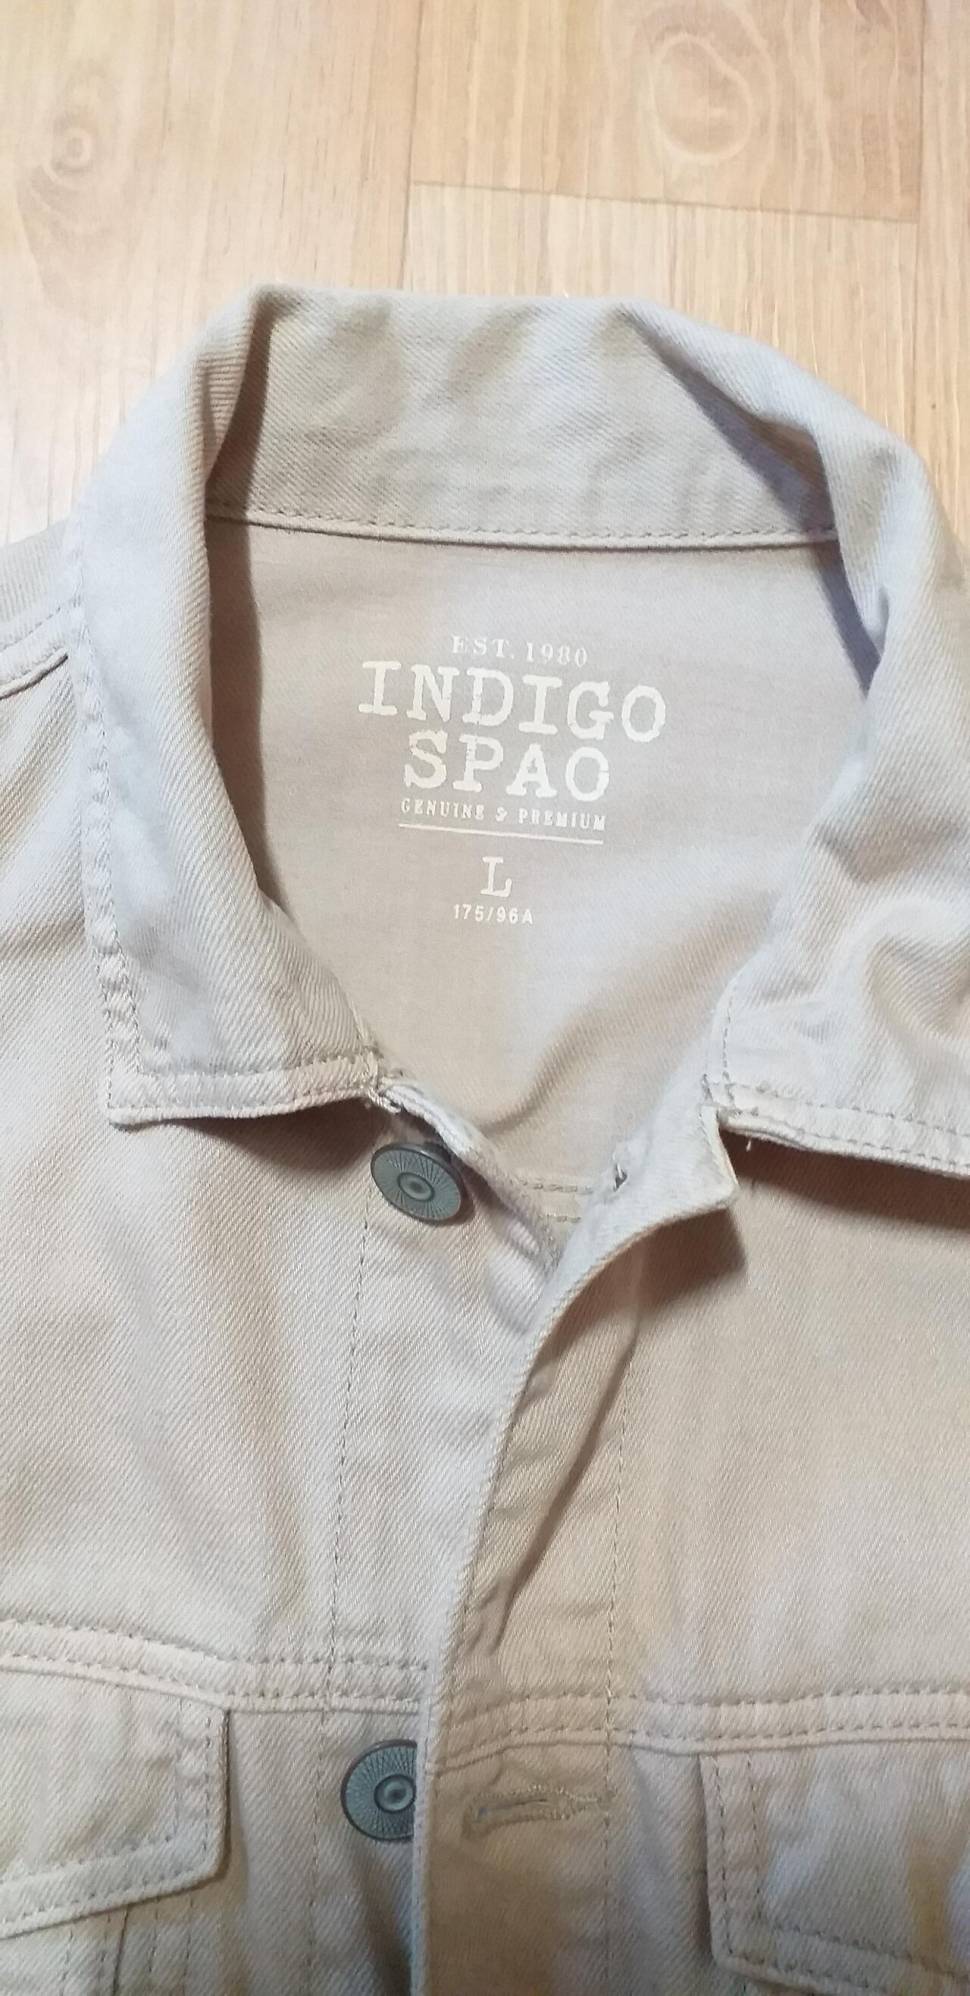 EST. 1980
INDIGO
SPAO
GENUINE & PREMIUM
L
175/96A